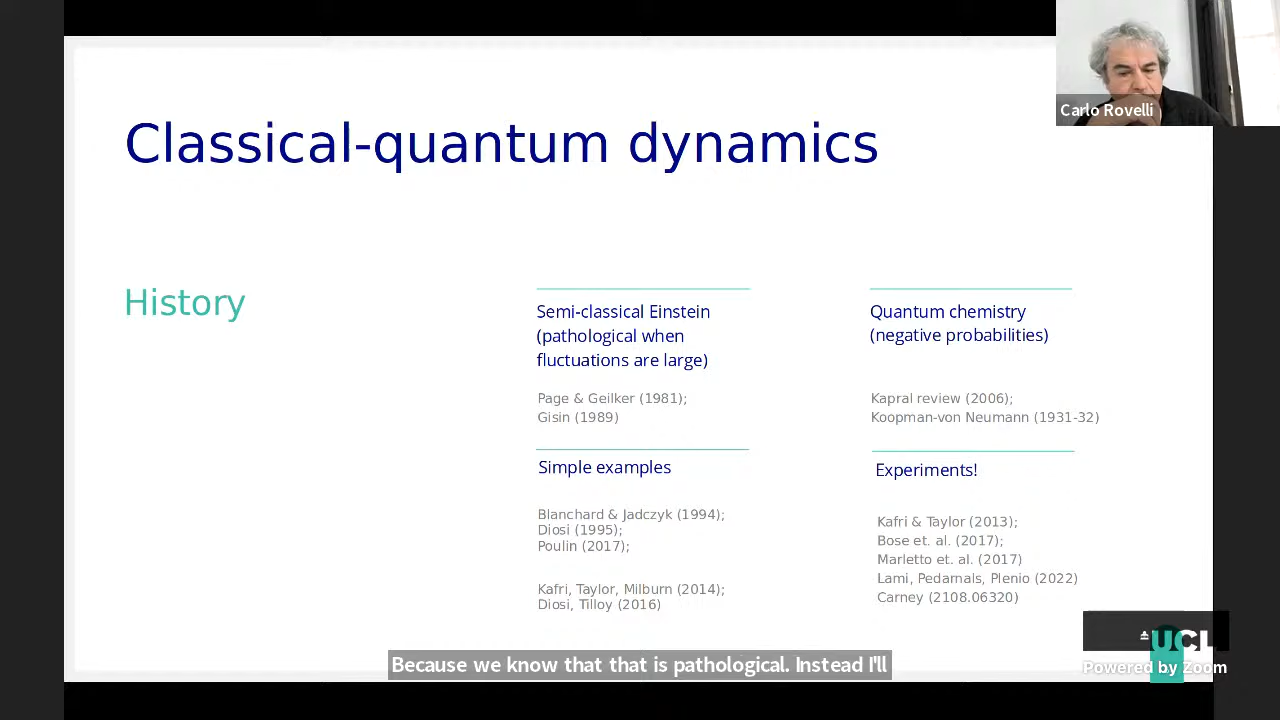 Carlo Rovelli
Classical-quantum dynamics
History
Semi-classical Einstein
(pathological when
fluctuations are large)
Page & Geilker (1981);
Gisin (1989)
Quantum chemistry
(negative probabilities)
Kapral review (2006);
Koopman-von Neumann (1931-32)
Simple examples
Blanchard & Jadczyk (1994);
Diosi (1995);
Poulin (2017);
Kafri, Taylor, Milburn (2014);
Diosi, Tilloy (2016)
Experiments!
Kafri & Taylor (2013);
Bose et. al. (2017);
Marletto et. al. (2017)
Lami, Pedarnals, Plenio (2022)
Carney (2108.06320)
UCL
Because we know that that is pathological. Instead I'll
Powered by Zoom